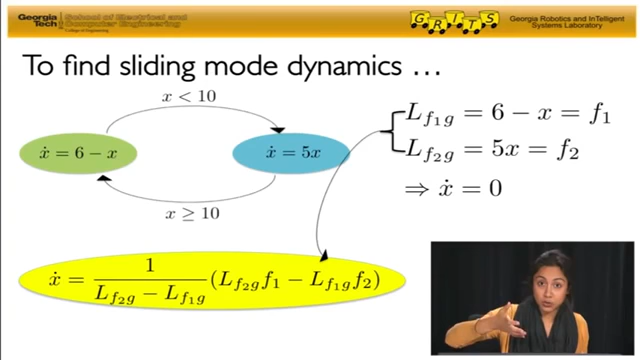 Georgia Tech
School of Electrical and Computer Engineering
College of Engineering
GRITS
Georgia Robotics and InTelligent
Systems Laboratory
To find sliding mode dynamics …
x < 10
ẋ = 6 − x
ẋ = 5x
x ≥ 10
L_{f_1 g} = 6 − x = f_1
L_{f_2 g} = 5x = f_2
⇒ ẋ = 0
ẋ = \frac{1}{L_{f_2 g} − L_{f_1 g}} (L_{f_2 g} f_1 − L_{f_1 g} f_2)